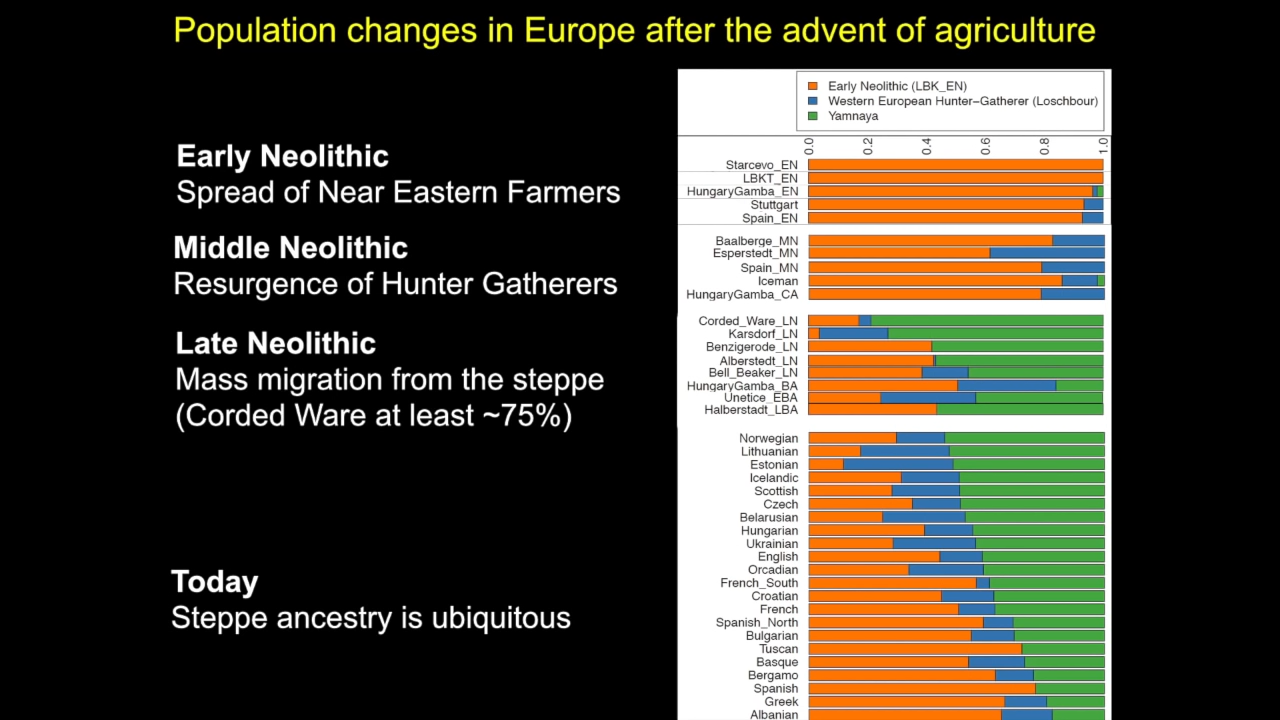 Population changes in Europe after the advent of agriculture
Early Neolithic
Spread of Near Eastern Farmers
Middle Neolithic
Resurgence of Hunter Gatherers
Late Neolithic
Mass migration from the steppe
(Corded Ware at least ~75%)
Today
Steppe ancestry is ubiquitous
Early Neolithic (LBK_EN)
Western European Hunter–Gatherer (Loschbour)
Yamnaya
0.0 0.2 0.4 0.6 0.8 1.0
Starcevo_EN
LBKT_EN
HungaryGamba_EN
Stuttgart
Spain_EN
Baalberge_MN
Esperstedt_MN
Spain_MN
Iceman
HungaryGamba_CA
Corded_Ware_LN
Karsdorf_LN
Benzigerode_LN
Alberstedt_LN
Bell_Beaker_LN
HungaryGamba_BA
Unetice_EBA
Halberstadt_LBA
Norwegian
Lithuanian
Estonian
Icelandic
Scottish
Czech
Belarusian
Hungarian
Ukrainian
English
Orcadian
French_South
Croatian
French
Spanish_North
Bulgarian
Tuscan
Basque
Bergamo
Spanish
Greek
Albanian